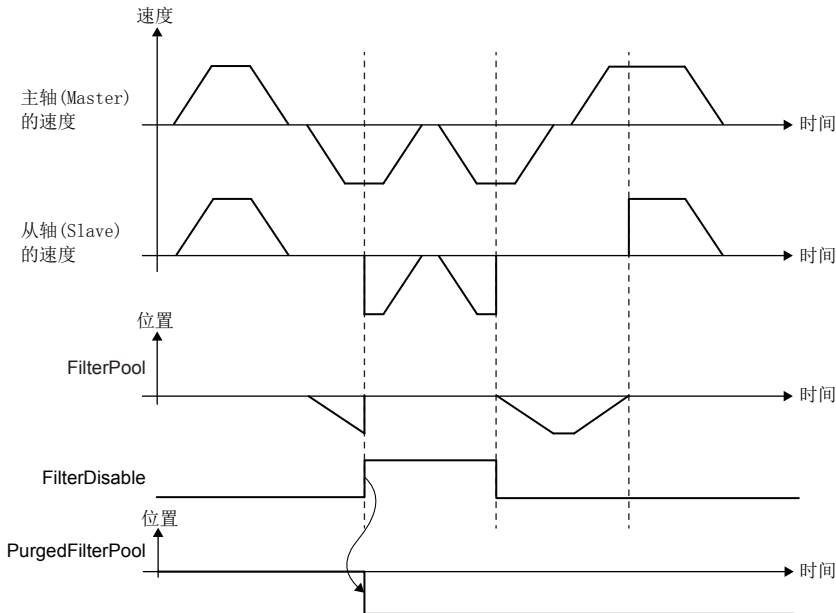 速度
主轴(Master)
的速度
时间
从轴(Slave)
的速度
时间
位置
FilterPool
时间
FilterDisable
位置
PurgedFilterPool
时间